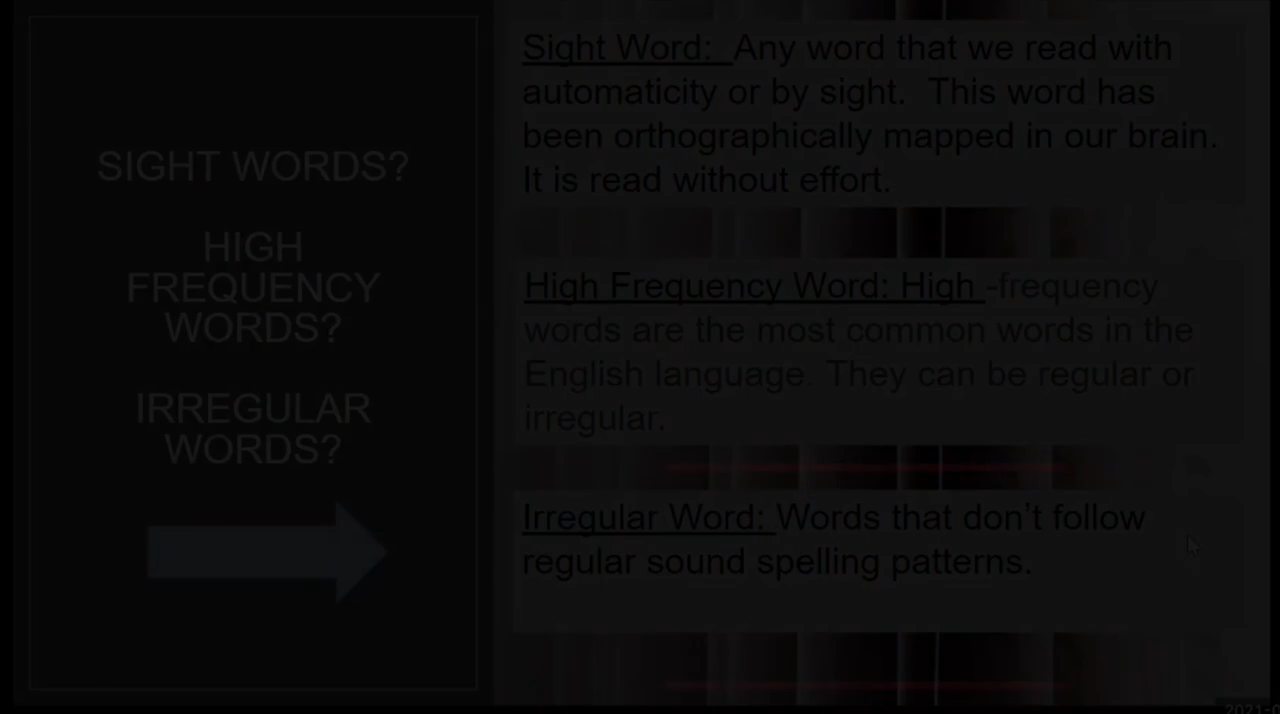 SIGHT WORDS?
HIGH
FREQUENCY
WORDS?
IRREGULAR
WORDS?
Sight Word: Any word that we read with
automaticity or by sight. This word has
been orthographically mapped in our brain.
It is read without effort.
High Frequency Word: High -frequency
words are the most common words in the
English language. They can be regular or
irregular.
Irregular Word: Words that don’t follow
regular sound spelling patterns.